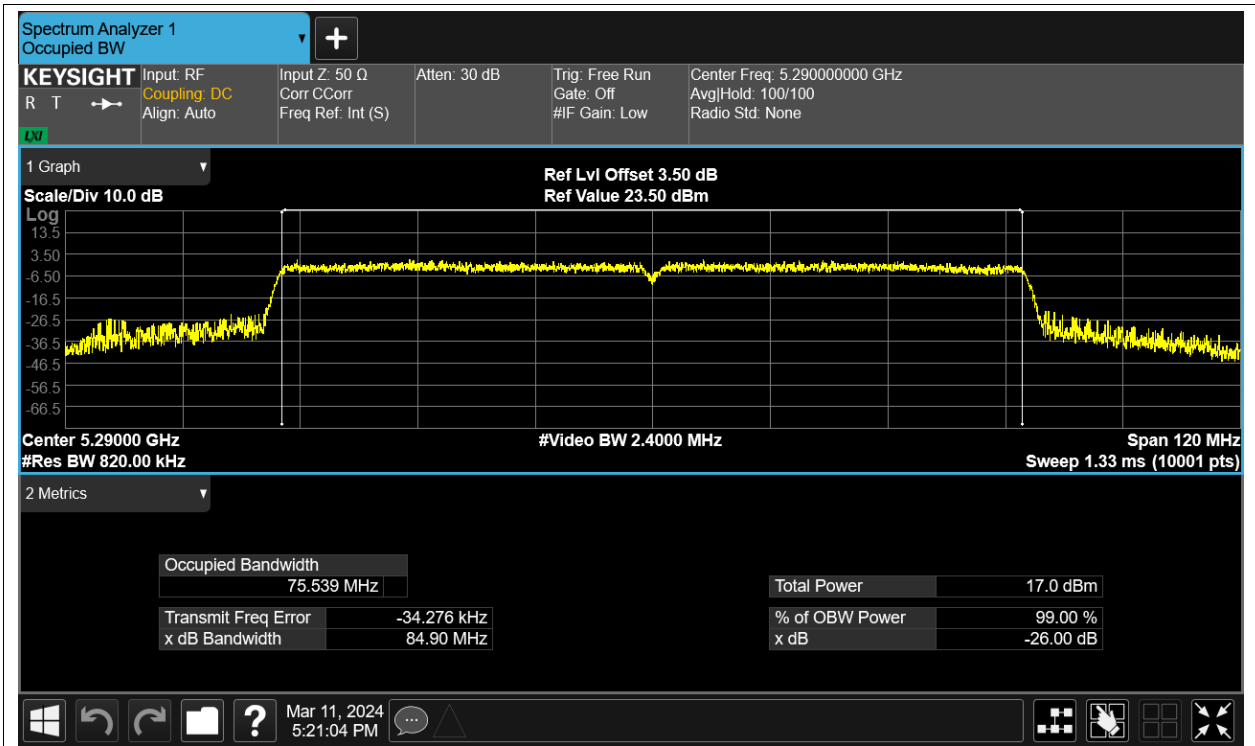 Spectrum Analyzer 1
Occupied BW
KEYSIGHT
R T
LXI
Input: RF
Coupling: DC
Align: Auto
Input Z: 50 Ω
Corr CCorr
Freq Ref: Int (S)
Atten: 30 dB
Trig: Free Run
Gate: Off
#IF Gain: Low
Center Freq: 5.290000000 GHz
Avg|Hold: 100/100
Radio Std: None
1 Graph
Scale/Div 10.0 dB
Ref Lvl Offset 3.50 dB
Ref Value 23.50 dBm
Log
13.5
3.50
-6.50
-16.5
-26.5
-36.5
-46.5
-56.5
-66.5
Center 5.29000 GHz
#Res BW 820.00 kHz
#Video BW 2.4000 MHz
Span 120 MHz
Sweep 1.33 ms (10001 pts)
2 Metrics
Occupied Bandwidth
75.539 MHz
Transmit Freq Error -34.276 kHz
x dB Bandwidth 84.90 MHz
Total Power 17.0 dBm
% of OBW Power 99.00 %
x dB -26.00 dB
?
Mar 11, 2024
5:21:04 PM